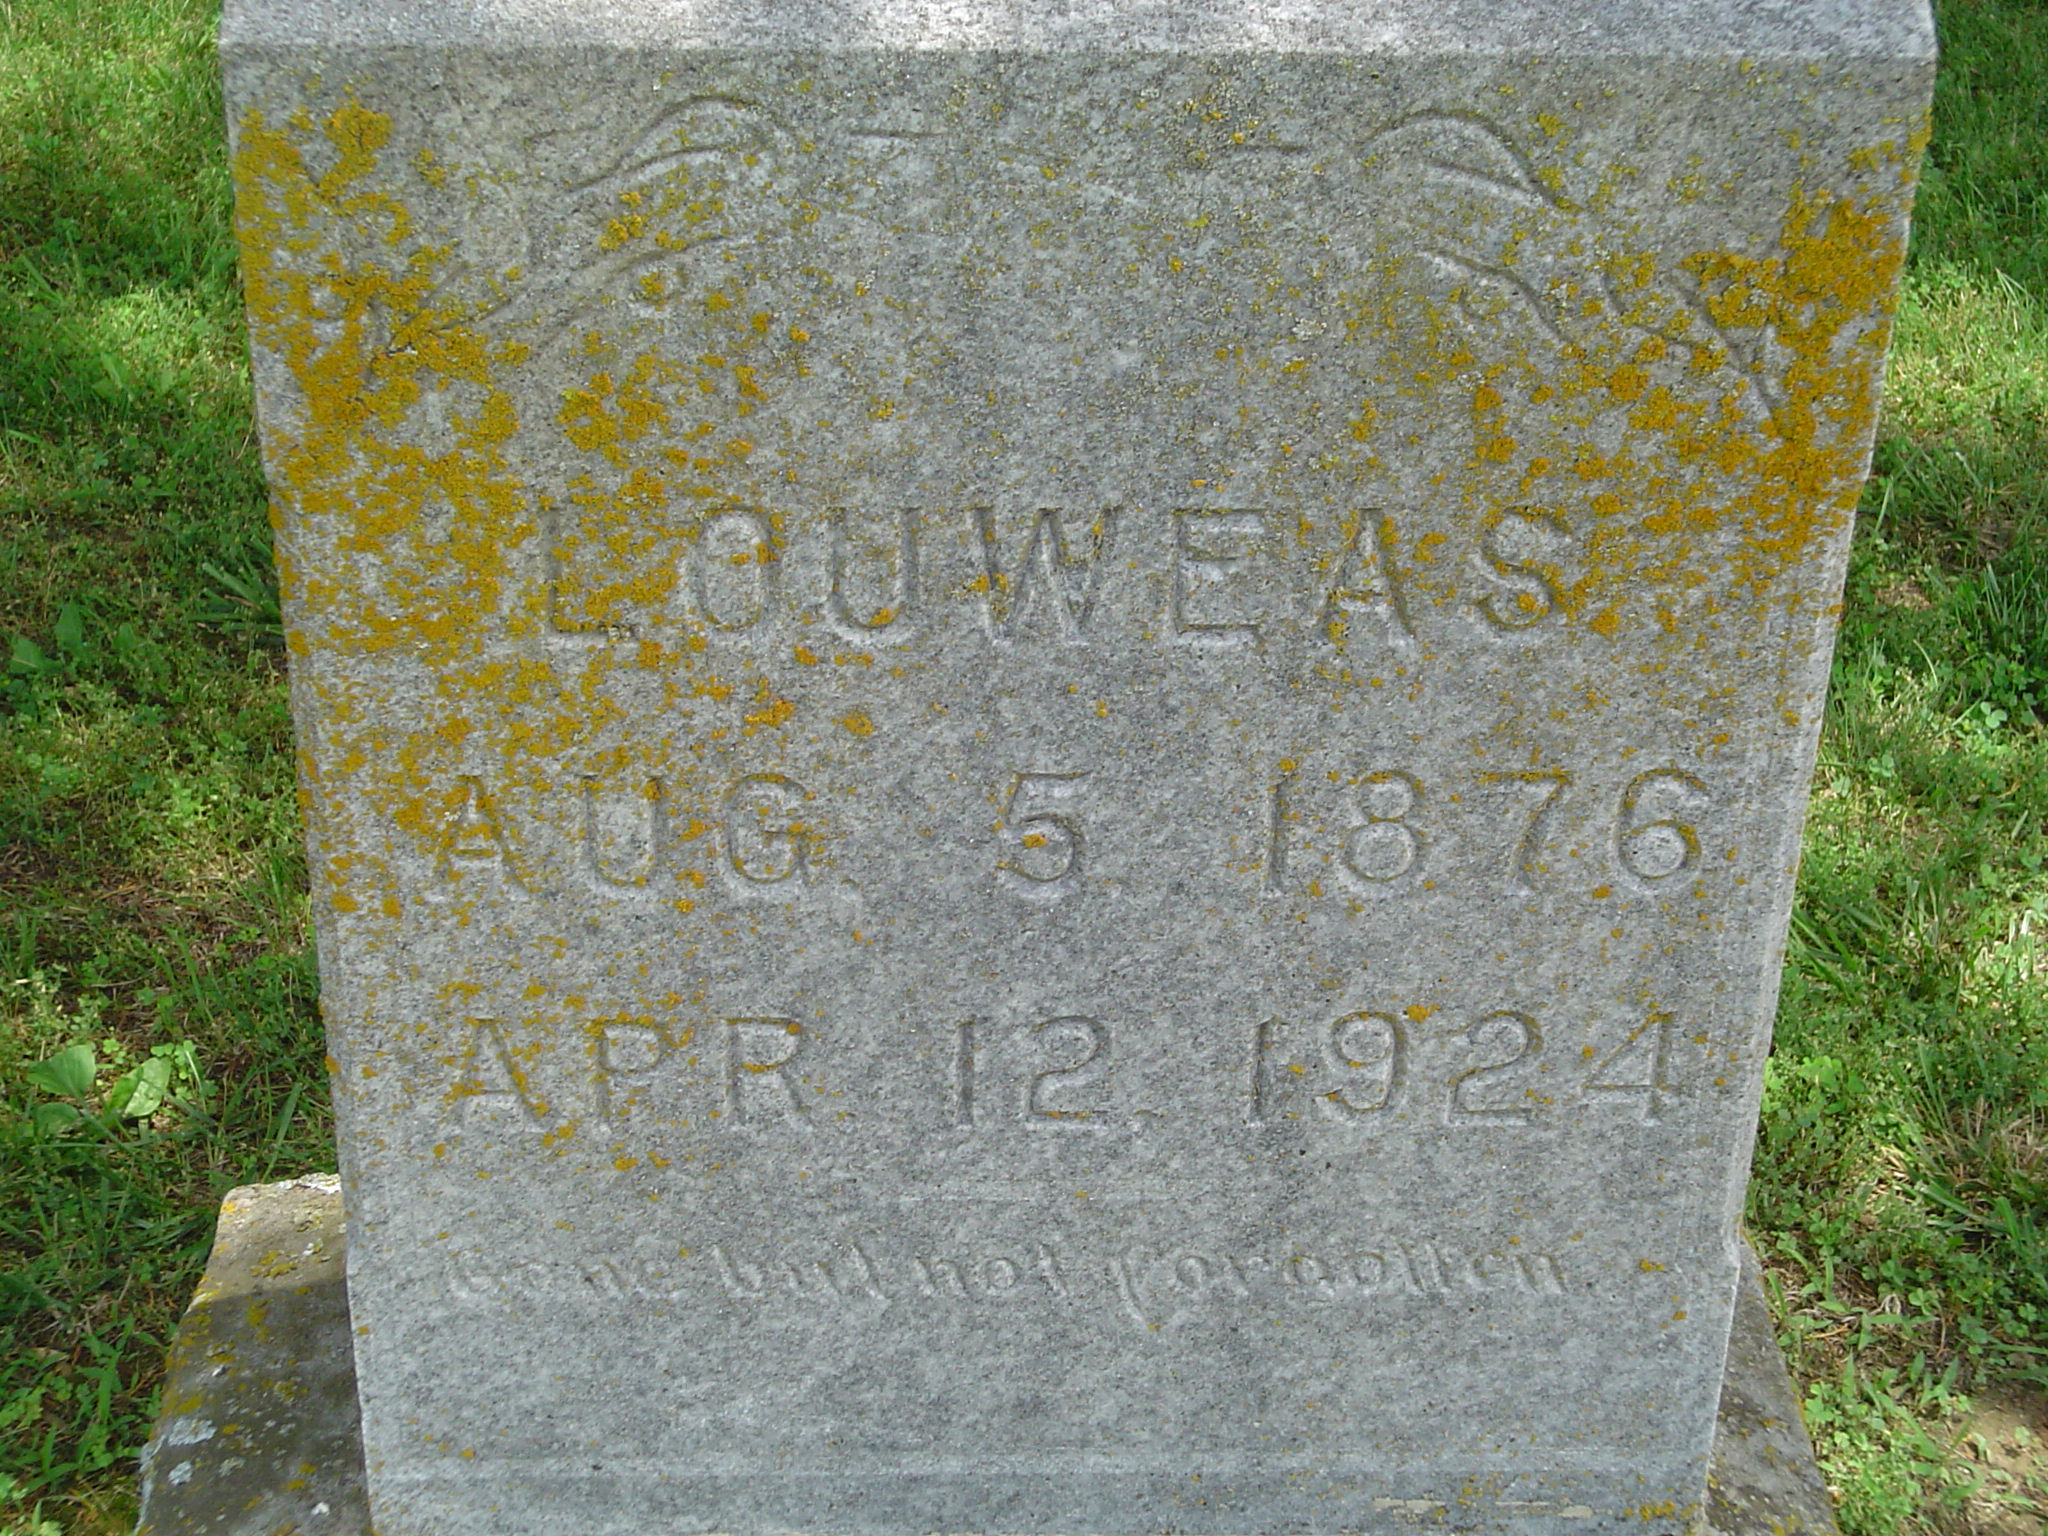 LOUWEAS
AUG. 5 1876
APR 12, 1924
Gone but not forgotten